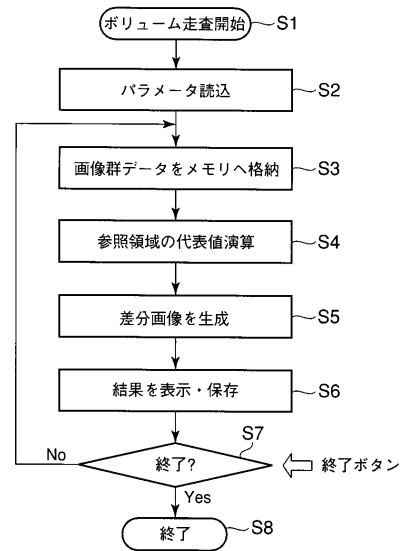 ボリューム走査開始 S1
パラメータ読込 S2
画像群データをメモリへ格納 S3
参照領域の代表値演算 S4
差分画像を生成 S5
結果を表示・保存 S6
S7
No 終了? 終了ボタン
Yes
終了 S8